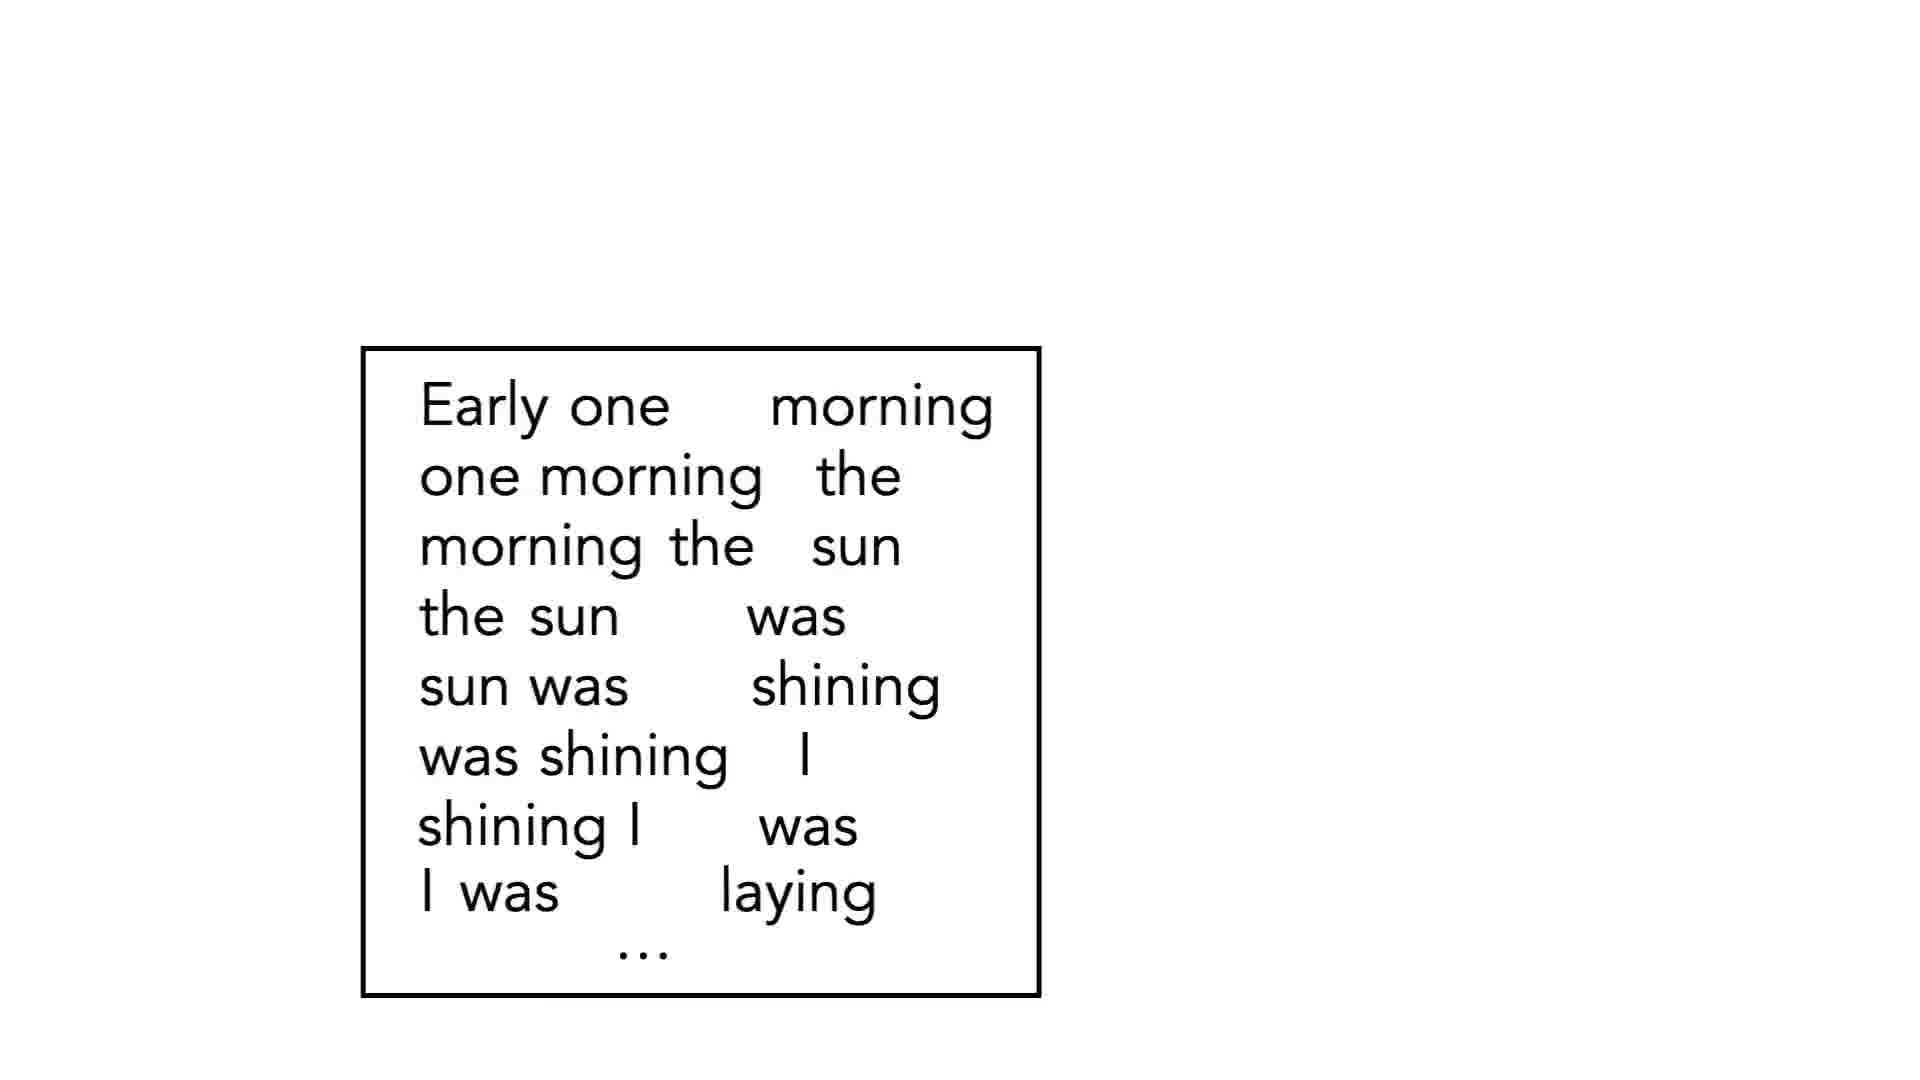 Early one morning
one morning the
morning the sun
the sun was
sun was shining
was shining I
shining I was
I was laying
...